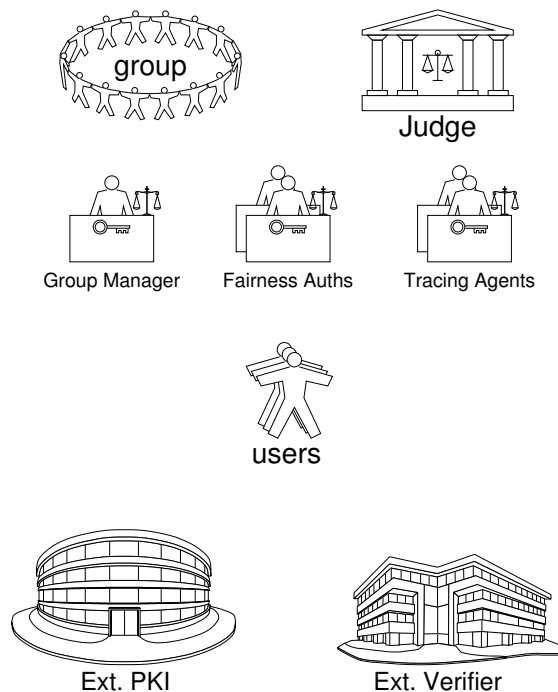 group
Judge
Group Manager
Fairness Auths
Tracing Agents
users
Ext. PKI
Ext. Verifier